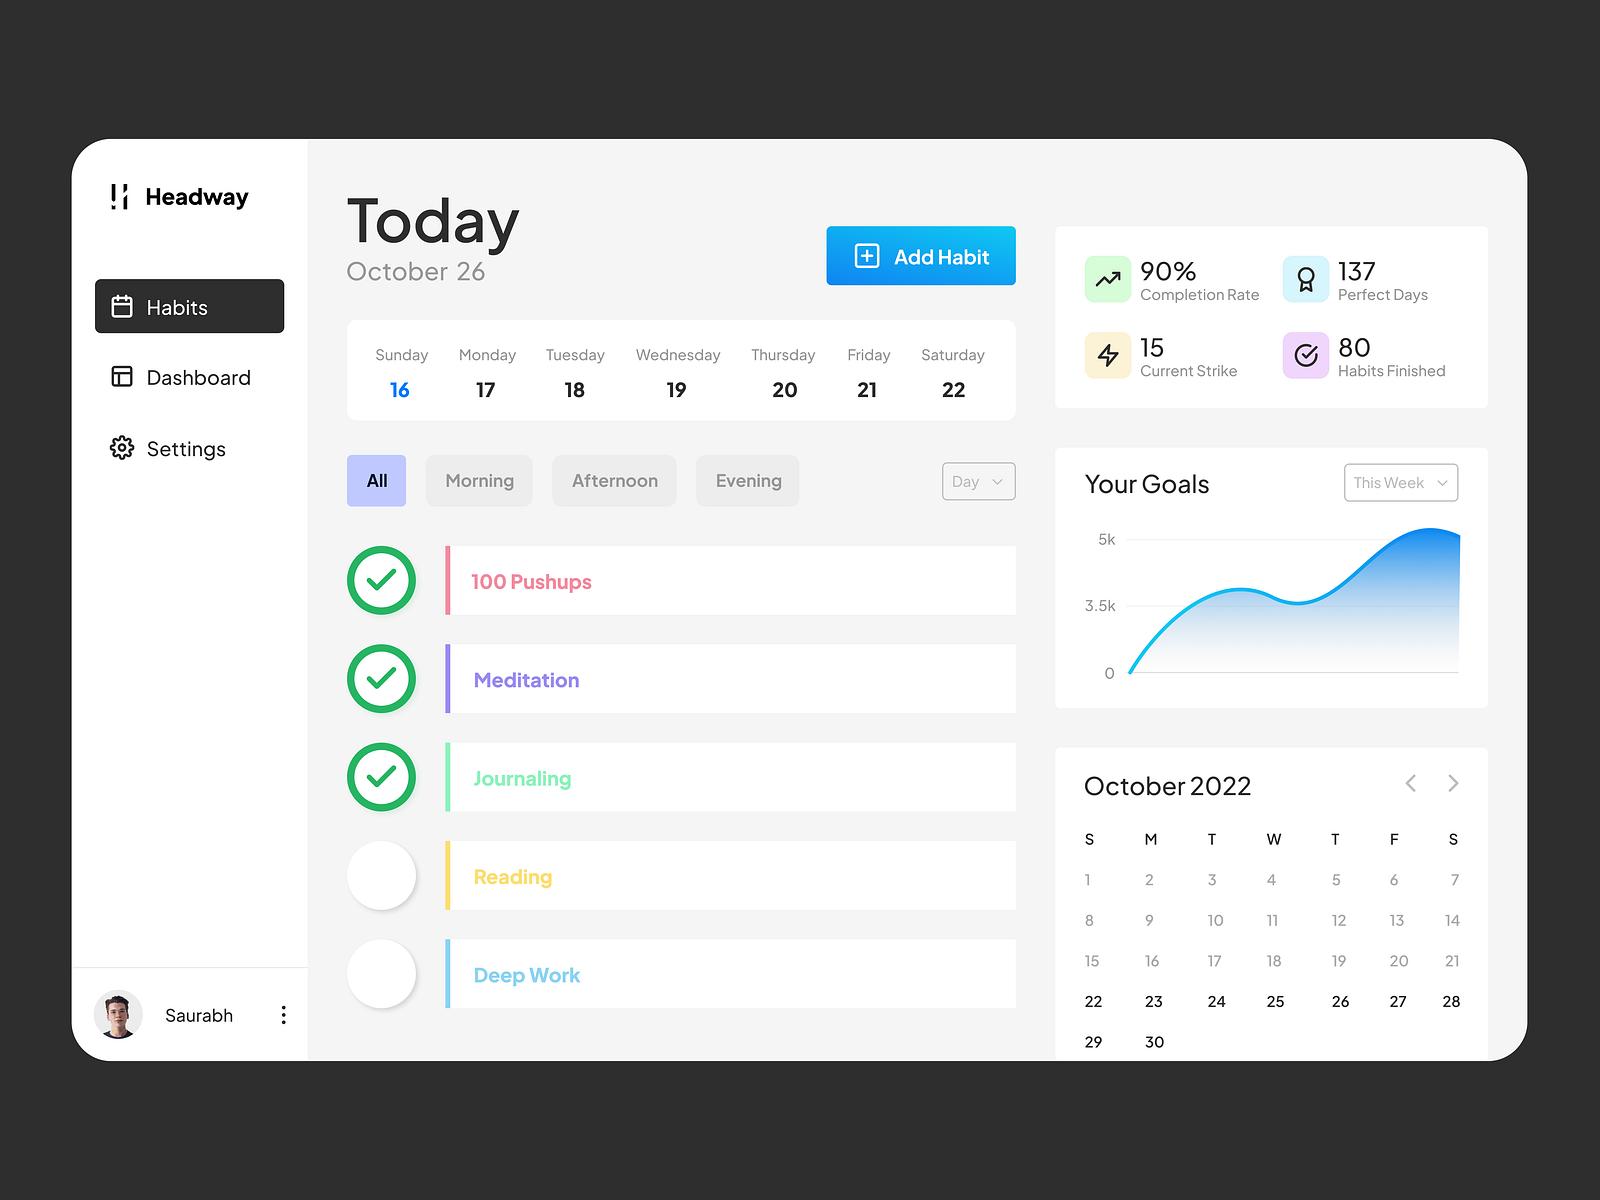 Headway
Habits
Dashboard
Settings
Saurabh
Today
October 26
Add Habit
Sunday Monday Tuesday Wednesday Thursday Friday Saturday
16 17 18 19 20 21 22
All Morning Afternoon Evening Day
100 Pushups
Meditation
Journaling
Reading
Deep Work
90%
Completion Rate
137
Perfect Days
15
Current Strike
80
Habits Finished
Your Goals This Week
5k
3.5k
0
October 2022
S M T W T F S
1 2 3 4 5 6 7
8 9 10 11 12 13 14
15 16 17 18 19 20 21
22 23 24 25 26 27 28
29 30